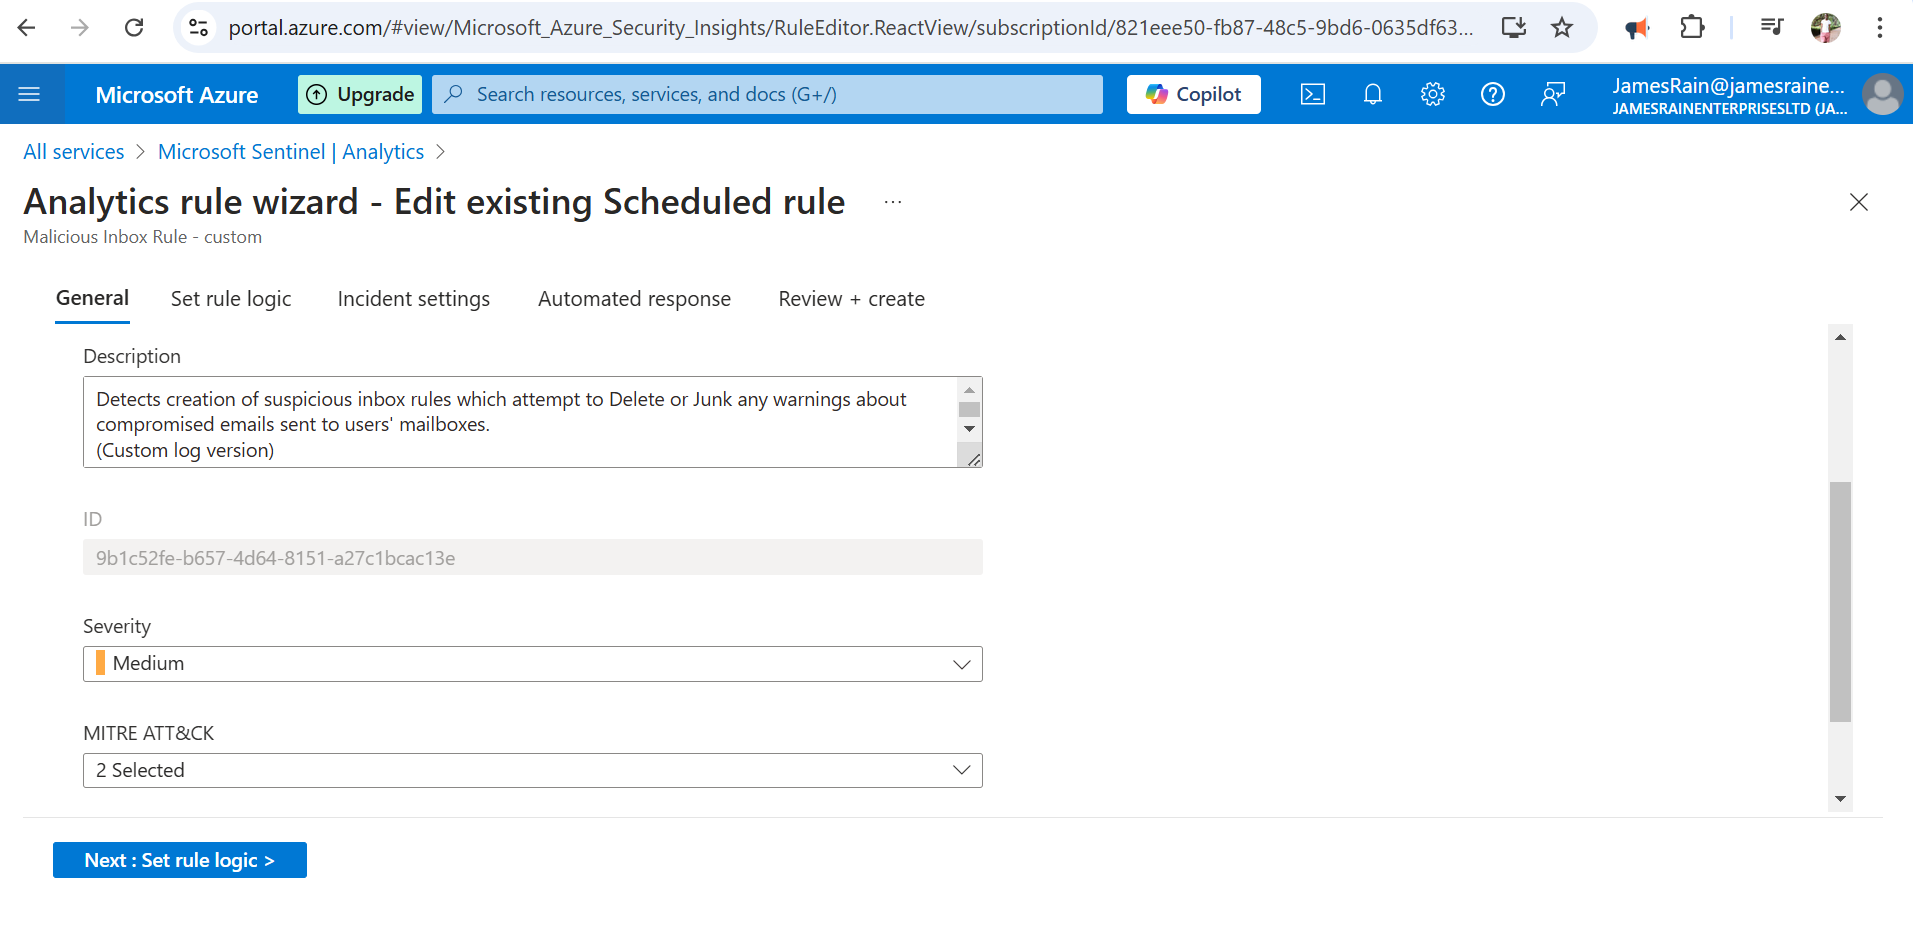 portal.azure.com/#view/Microsoft_Azure_Security_Insights/RuleEditor.ReactView/subscriptionId/821eee50-fb87-48c5-9bd6-0635df63...
Microsoft Azure
Upgrade
Search resources, services, and docs (G+/)
Copilot
JamesRain@jamesraine...
JAMESRAINENTERPRISESLTD (JA...
All services > Microsoft Sentinel | Analytics >
Analytics rule wizard - Edit existing Scheduled rule ...
Malicious Inbox Rule - custom
General Set rule logic Incident settings Automated response Review + create
Description
Detects creation of suspicious inbox rules which attempt to Delete or Junk any warnings about
compromised emails sent to users' mailboxes.
(Custom log version)
ID
9b1c52fe-b657-4d64-8151-a27c1bcac13e
Severity
Medium
MITRE ATT&CK
2 Selected
Next : Set rule logic >